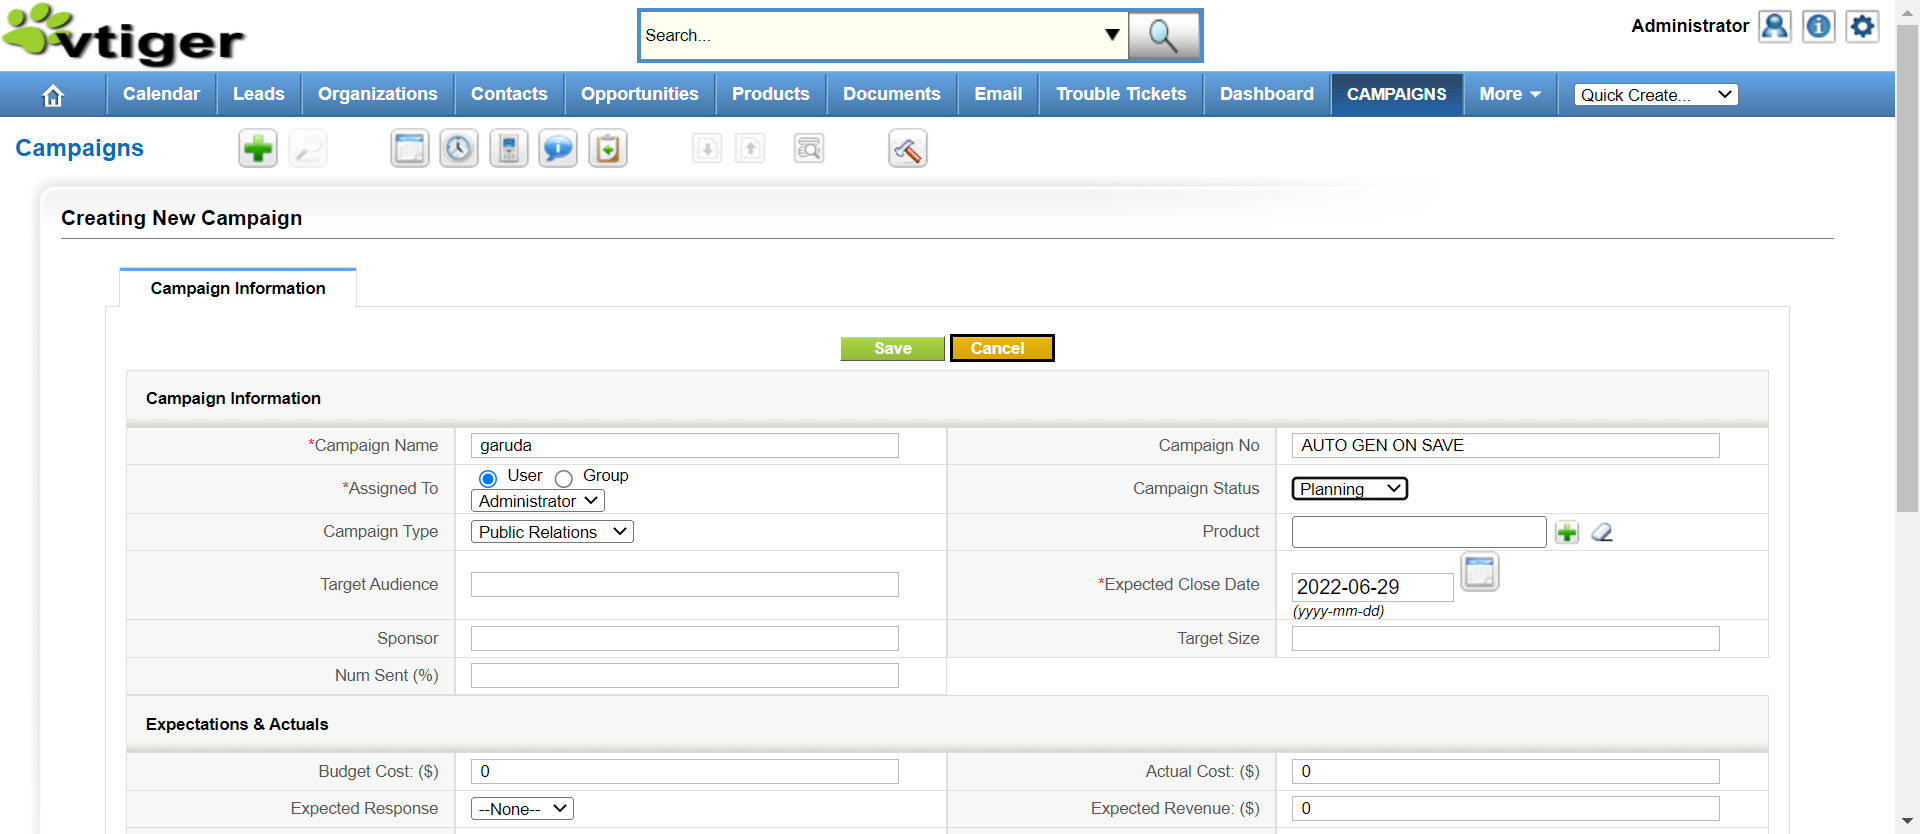 vtiger
Search...
Administrator
Calendar Leads Organizations Contacts Opportunities Products Documents Email Trouble Tickets Dashboard CAMPAIGNS More Quick Create...
Campaigns
Creating New Campaign
Campaign Information
Save Cancel
Campaign Information
*Campaign Name garuda Campaign No AUTO GEN ON SAVE
User Group
*Assigned To Administrator Campaign Status Planning
Campaign Type Public Relations Product
Target Audience *Expected Close Date 2022-06-29
(yyyy-mm-dd)
Sponsor Target Size
Num Sent (%)
Expectations & Actuals
Budget Cost: ($) 0 Actual Cost: ($) 0
Expected Response --None-- Expected Revenue: ($) 0